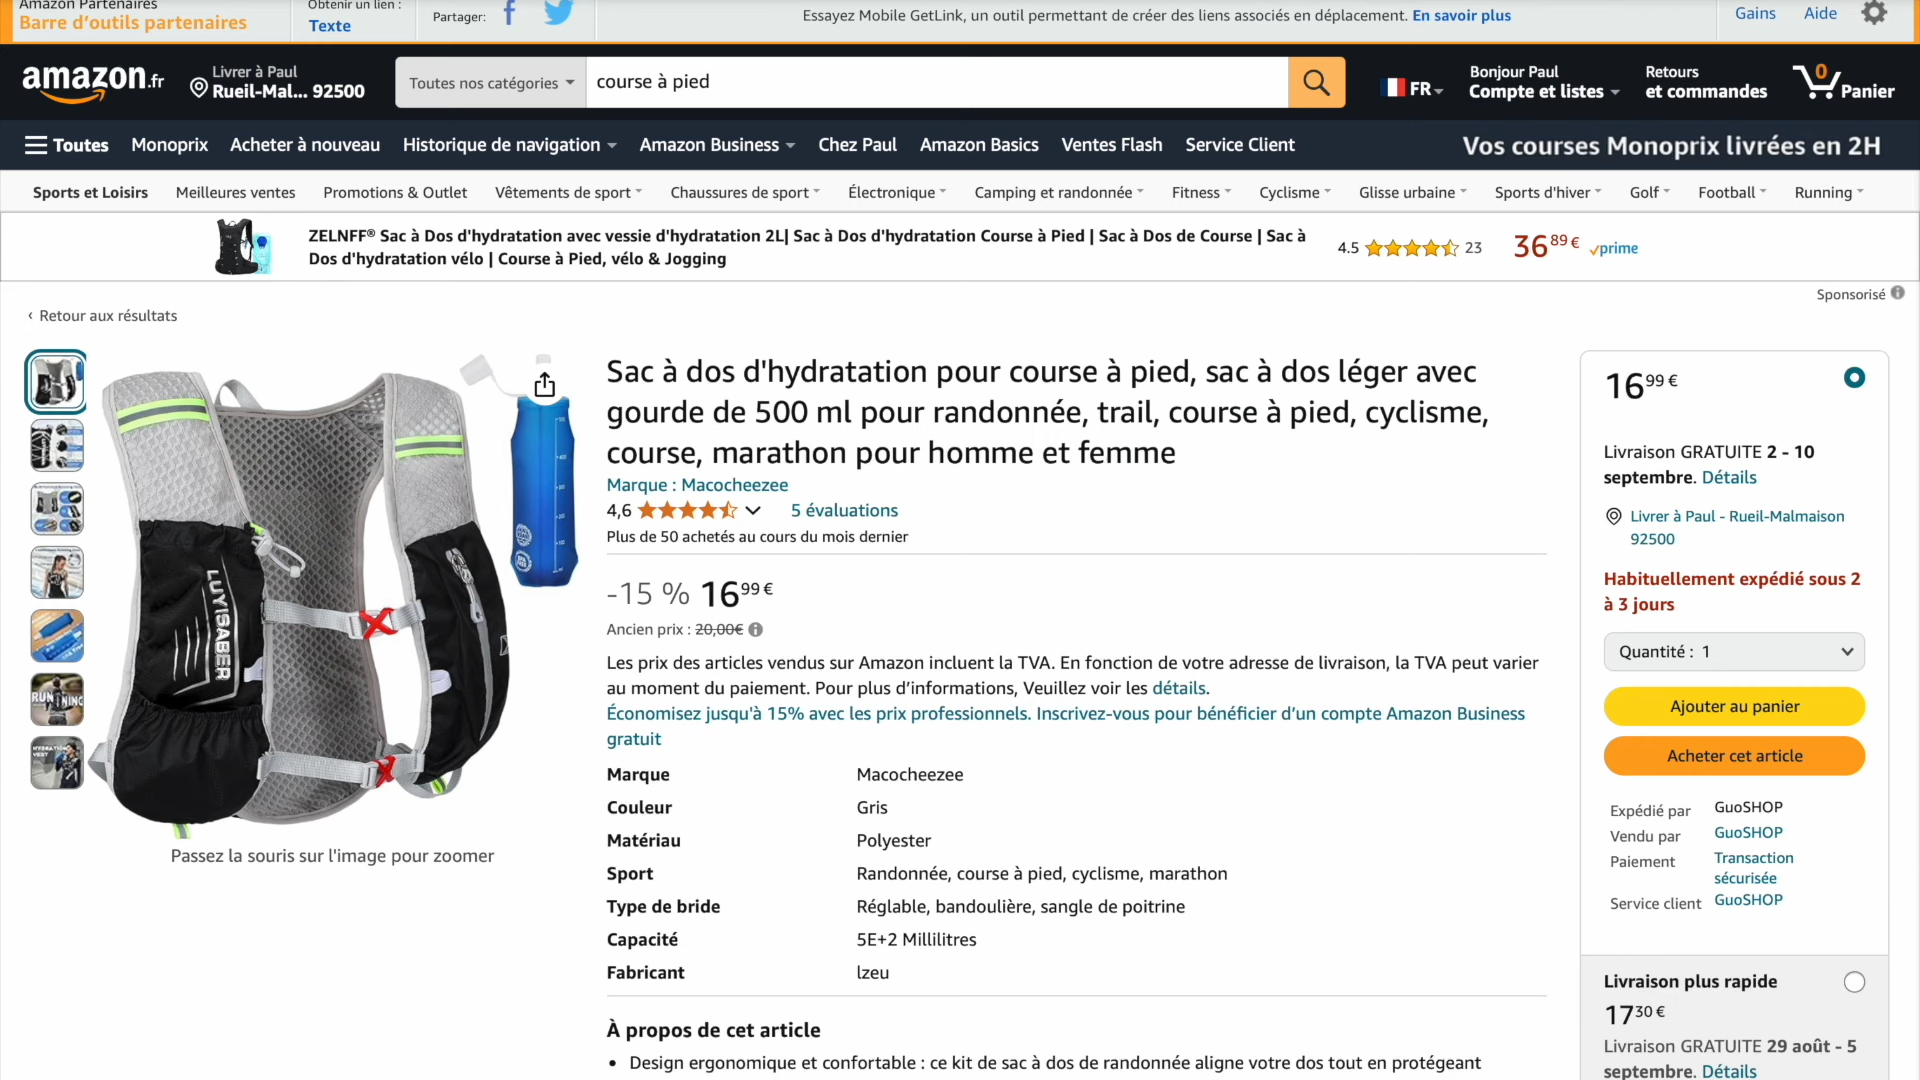 Amazon Partenaires
Barre d'outils partenaires
Obtenir un lien :
Texte
Partager:
Essayez Mobile GetLink, un outil permettant de créer des liens associés en déplacement. En savoir plus
Gains
Aide
amazon.fr
Livrer à Paul
Rueil-Mal... 92500
Toutes nos catégories
course à pied
FR
Bonjour Paul
Compte et listes
Retours
et commandes
0
Panier
Toutes
Monoprix
Acheter à nouveau
Historique de navigation
Amazon Business
Chez Paul
Amazon Basics
Ventes Flash
Service Client
Vos courses Monoprix livrées en 2H
Sports et Loisirs
Meilleures ventes
Promotions & Outlet
Vêtements de sport
Chaussures de sport
Électronique
Camping et randonnée
Fitness
Cyclisme
Glisse urbaine
Sports d'hiver
Golf
Football
Running
ZELNFF® Sac à Dos d'hydratation avec vessie d'hydratation 2L| Sac à Dos d'hydratation Course à Pied | Sac à Dos de Course | Sac à
Dos d'hydratation vélo | Course à Pied, vélo & Jogging
4.5
23
36 89 €
prime
Sponsorisé
‹ Retour aux résultats
LUYISABER
RUNNING
HYDRATION
VEST
Passez la souris sur l'image pour zoomer
Sac à dos d'hydratation pour course à pied, sac à dos léger avec
gourde de 500 ml pour randonnée, trail, course à pied, cyclisme,
course, marathon pour homme et femme
Marque : Macocheezee
4,6
5 évaluations
Plus de 50 achetés au cours du mois dernier
-15 % 16 99 €
Ancien prix : 20,00€
Les prix des articles vendus sur Amazon incluent la TVA. En fonction de votre adresse de livraison, la TVA peut varier
au moment du paiement. Pour plus d'informations, Veuillez voir les détails.
Économisez jusqu'à 15% avec les prix professionnels. Inscrivez-vous pour bénéficier d'un compte Amazon Business
gratuit
Marque Macocheezee
Couleur Gris
Matériau Polyester
Sport Randonnée, course à pied, cyclisme, marathon
Type de bride Réglable, bandoulière, sangle de poitrine
Capacité 5E+2 Millilitres
Fabricant lzeu
À propos de cet article
• Design ergonomique et confortable : ce kit de sac à dos de randonnée aligne votre dos tout en protégeant
16 99 €
Livraison GRATUITE 2 - 10
septembre. Détails
Livrer à Paul - Rueil-Malmaison
92500
Habituellement expédié sous 2
à 3 jours
Quantité : 1
Ajouter au panier
Acheter cet article
Expédié par GuoSHOP
Vendu par GuoSHOP
Paiement Transaction
sécurisée
Service client GuoSHOP
Livraison plus rapide
17 30 €
Livraison GRATUITE 29 août - 5
septembre. Détails